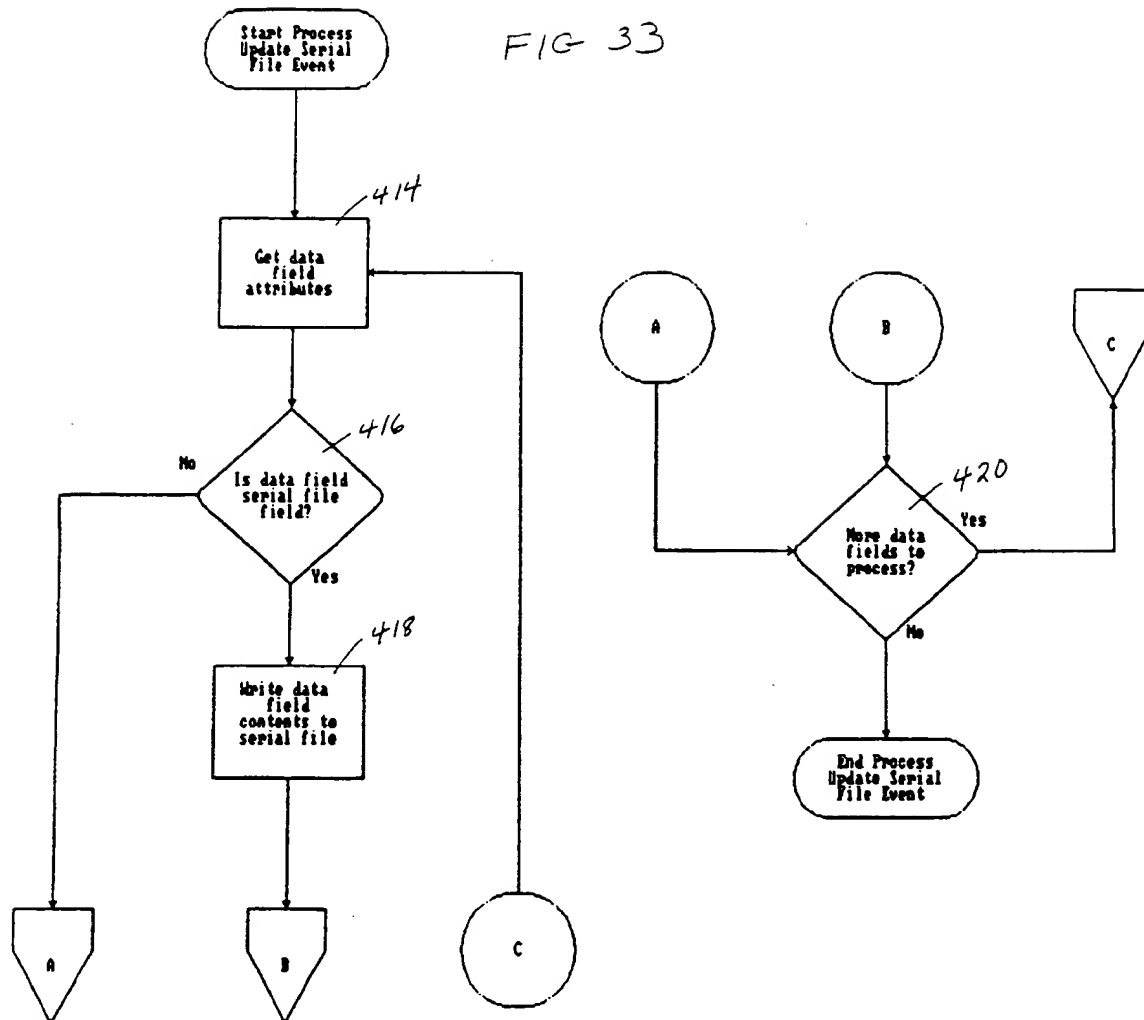 FIG 33
Start Process
Update Serial
File Event
414
Get data
field
attributes
416
No
Is data field
serial file
field?
Yes
418
Write data
field
contents to
serial file
A
B
C
A
B
C
420
More data
fields to
process?
Yes
No
End Process
Update Serial
File Event